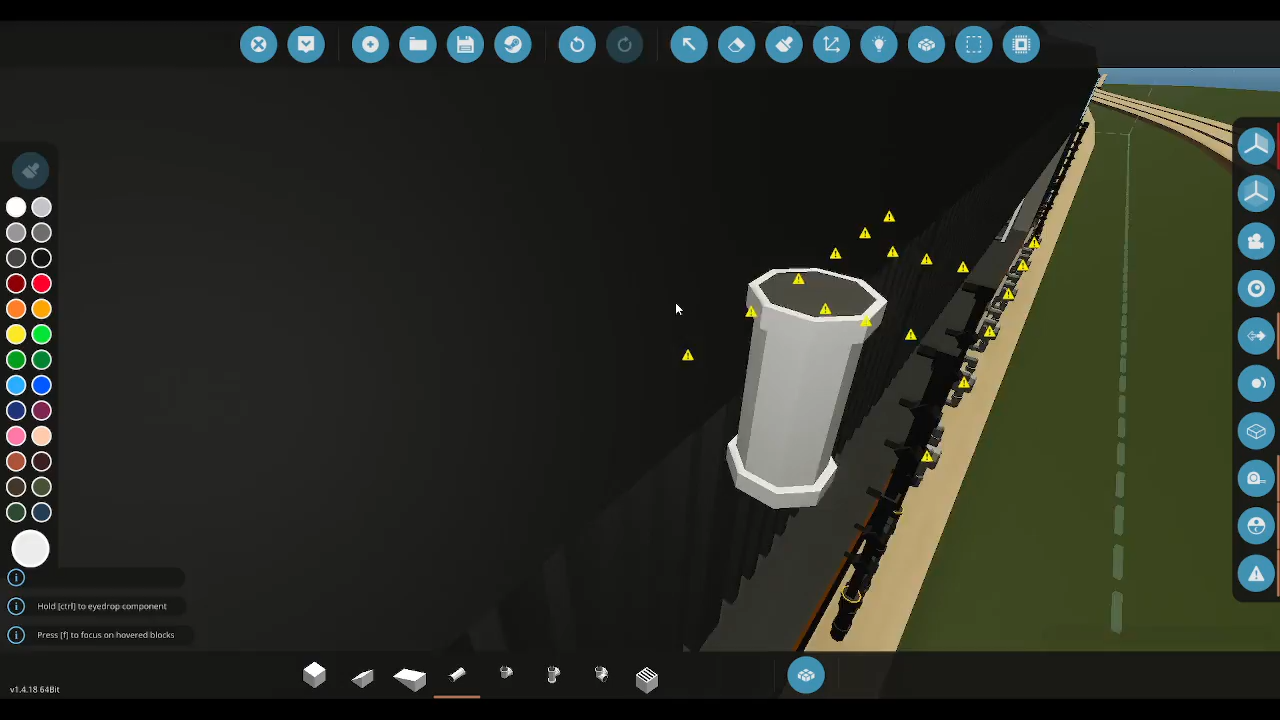 Hold [ctrl] to eyedrop component
Press [f] to focus on hovered blocks
v1.4.18 64Bit